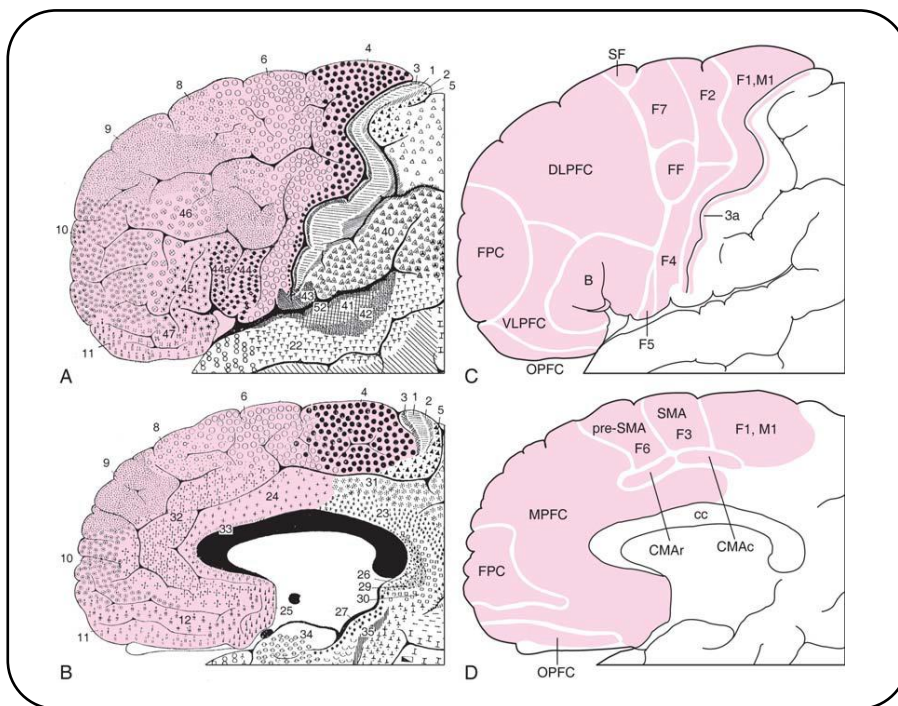 4
6
3
1
2
5
8
9
46
10
40
44a
44
45
43
41
52
42
47
11
22
A
SF
F1,M1
F2
F7
DLPFC
FF
3a
FPC
F4
B
VLPFC
F5
OPFC
C
4
6
3
1
2
5
8
9
31
24
32
23
33
10
26
29
30
25
27
12
34
35
11
B
SMA
pre-SMA
F1, M1
F3
F6
MPFC
cc
CMAr
CMAc
FPC
OPFC
D